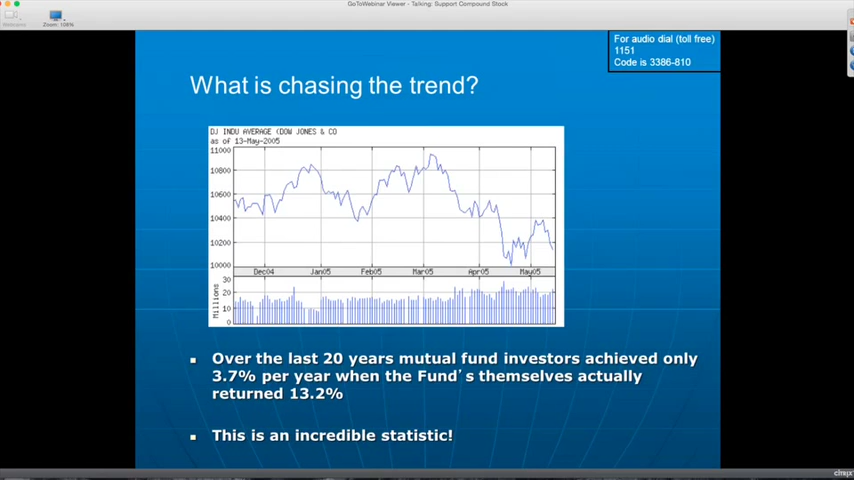 GoToWebinar Viewer - Talking: Support Compound Stock
Zoom: 108%
For audio dial (toll free)
1151
Code is 3386-810
What is chasing the trend?
DJ INDU AVERAGE (DOW JONES & CO
as of 13-May-2005
11000
10800
10600
10400
10200
10000
Dec04 Jan05 Feb05 Mar05 Apr05 May05
30
20
10
0
Millions
Over the last 20 years mutual fund investors achieved only
3.7% per year when the Fund's themselves actually
returned 13.2%
This is an incredible statistic!